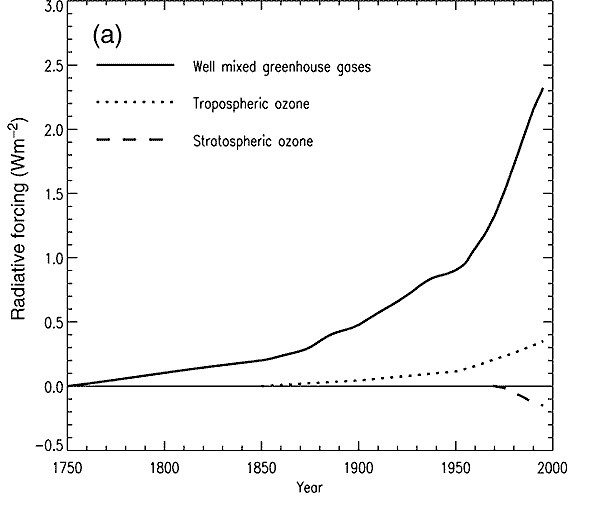 (a)
Well mixed greenhouse gases
Tropospheric ozone
Stratospheric ozone
Radiative forcing (Wm−2)
3.0
2.5
2.0
1.5
1.0
0.5
0.0
−0.5
1750 1800 1850 1900 1950 2000
Year